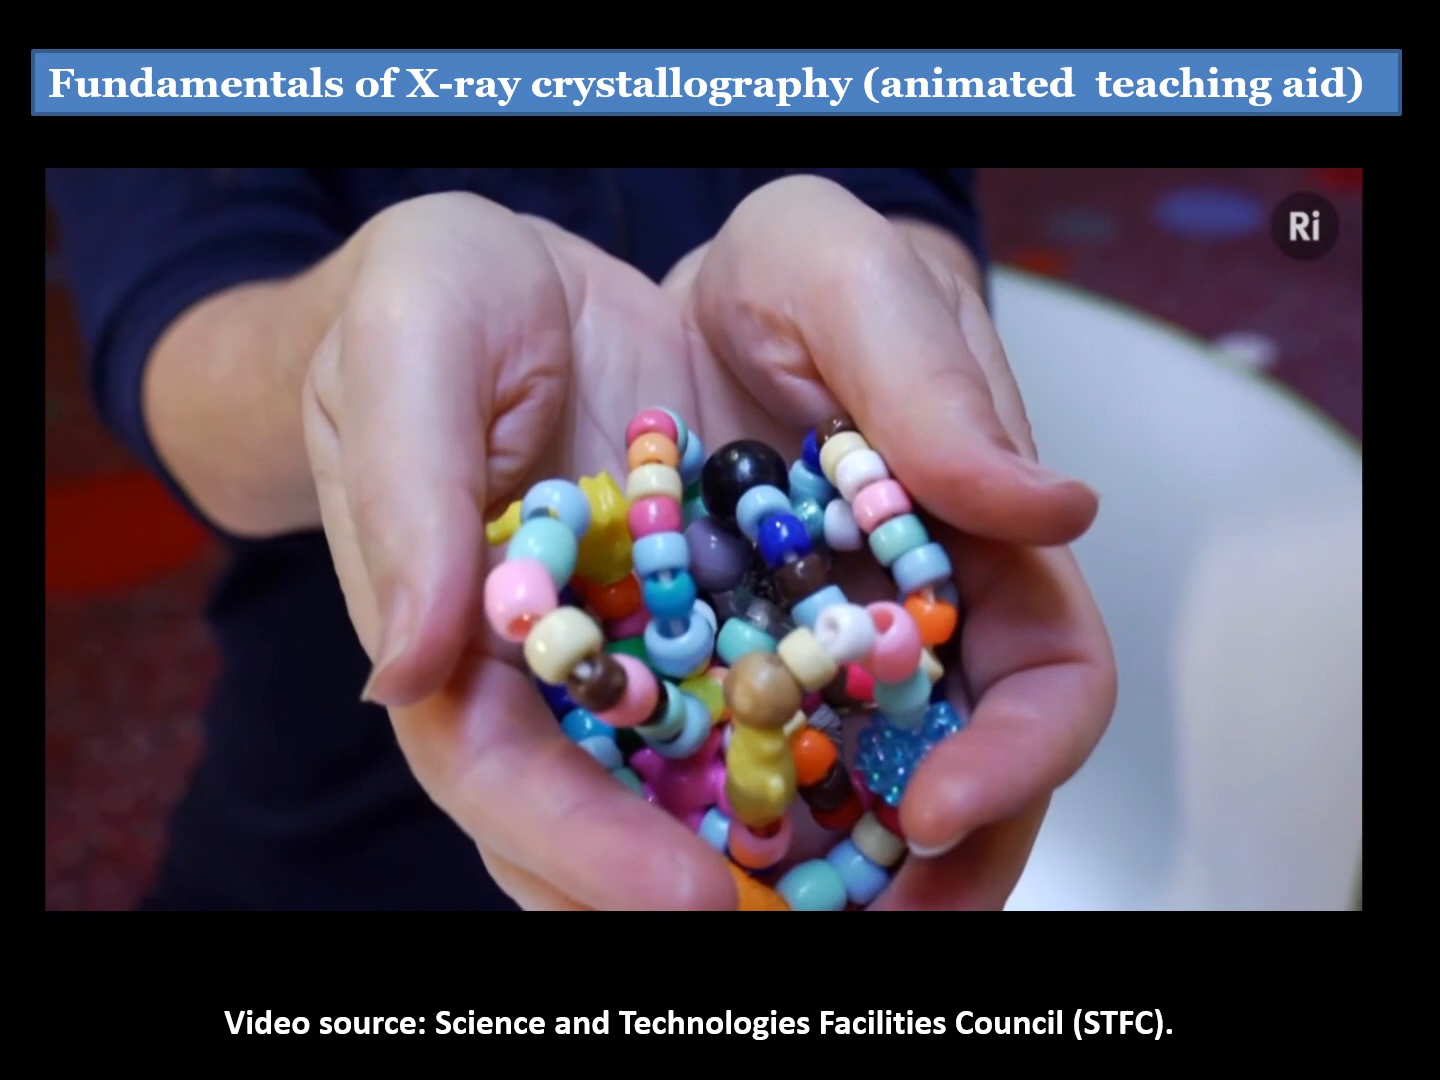 Fundamentals of X-ray crystallography (animated teaching aid)
Ri
Video source: Science and Technologies Facilities Council (STFC).